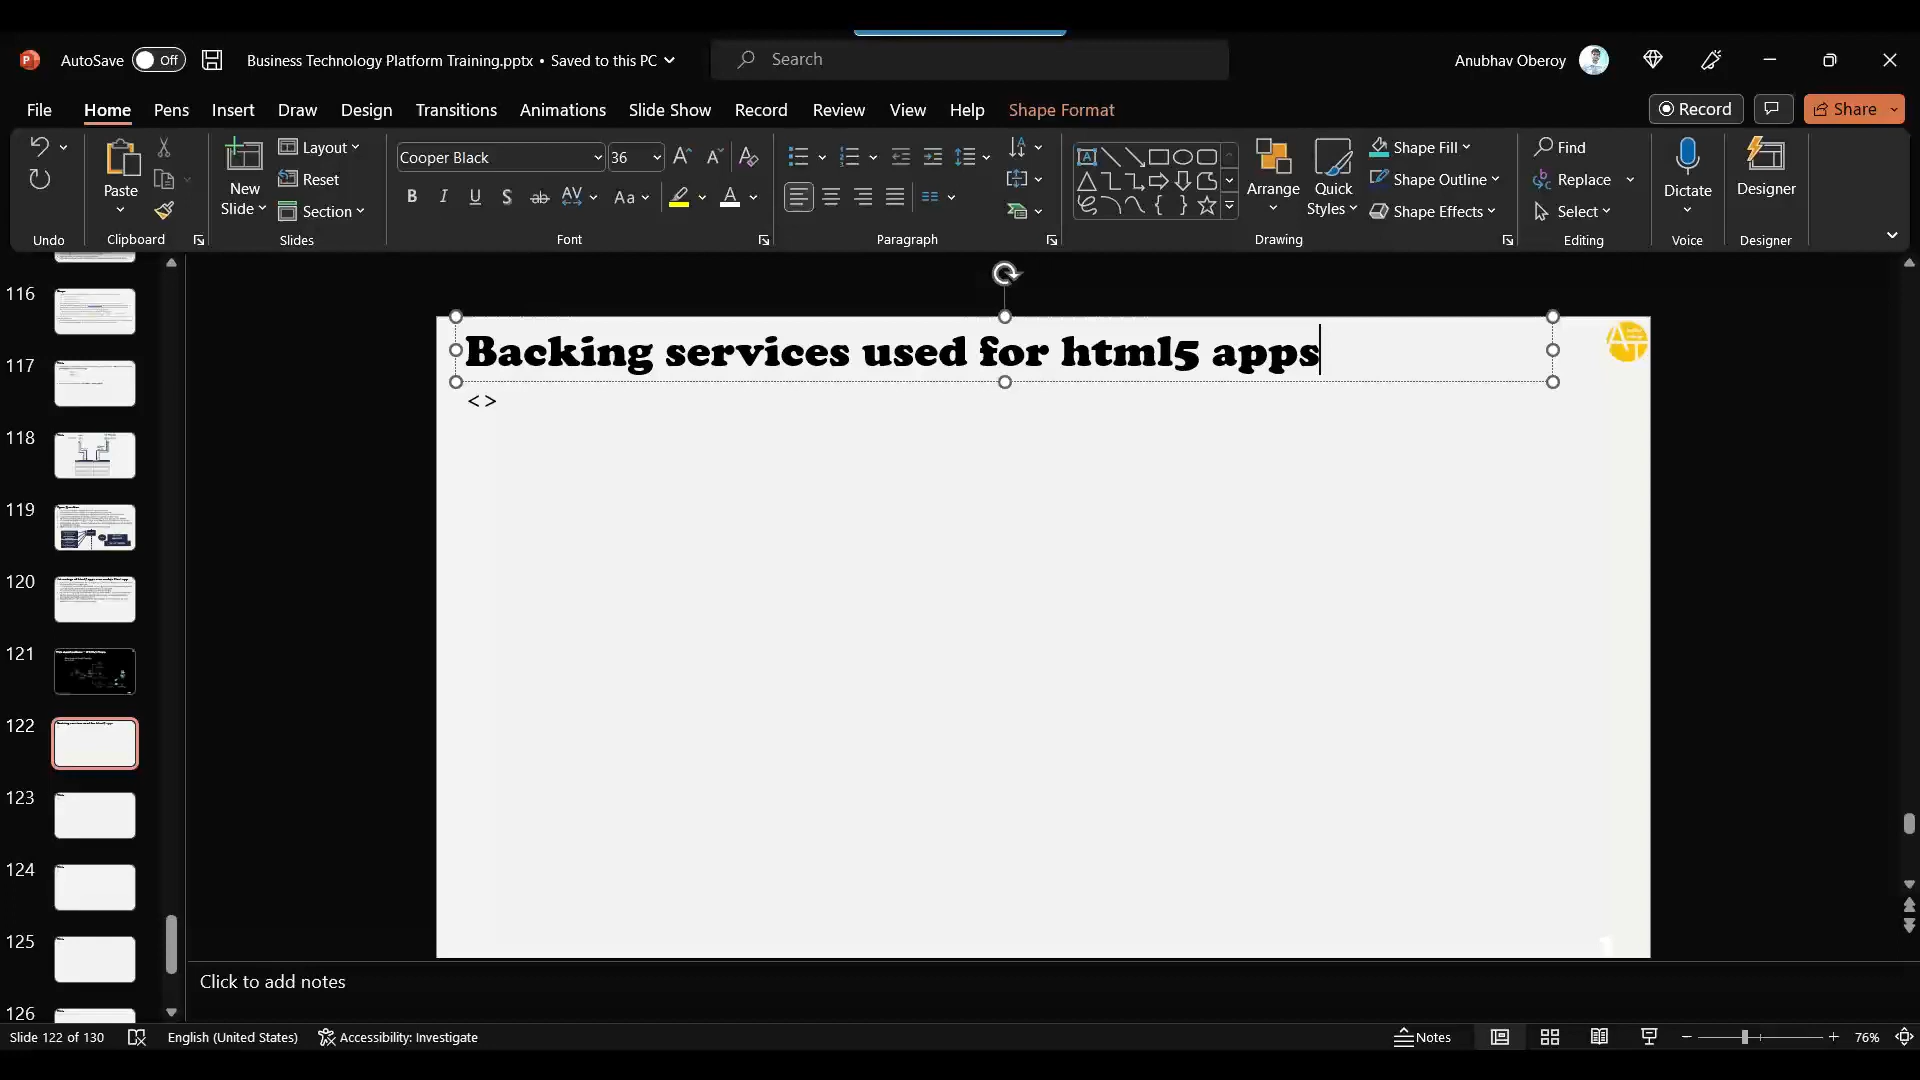 AutoSave Off Business Technology Platform Training.pptx • Saved to this PC Search Anubhav Oberoy
File Home Pens Insert Draw Design Transitions Animations Slide Show Record Review View Help Shape Format Record Share
Paste
New Slide
Layout
Reset
Section
Cooper Black 36
Arrange
Quick Styles
Shape Fill
Shape Outline
Shape Effects
Find
Replace
Select
Dictate
Designer
Undo Clipboard Slides Font Paragraph Drawing Editing Voice Designer
116
117
118
119
120
121
122
123
124
125
126
Backing services used for html5 apps
<>
Click to add notes
Slide 122 of 130 English (United States) Accessibility: Investigate Notes 76%